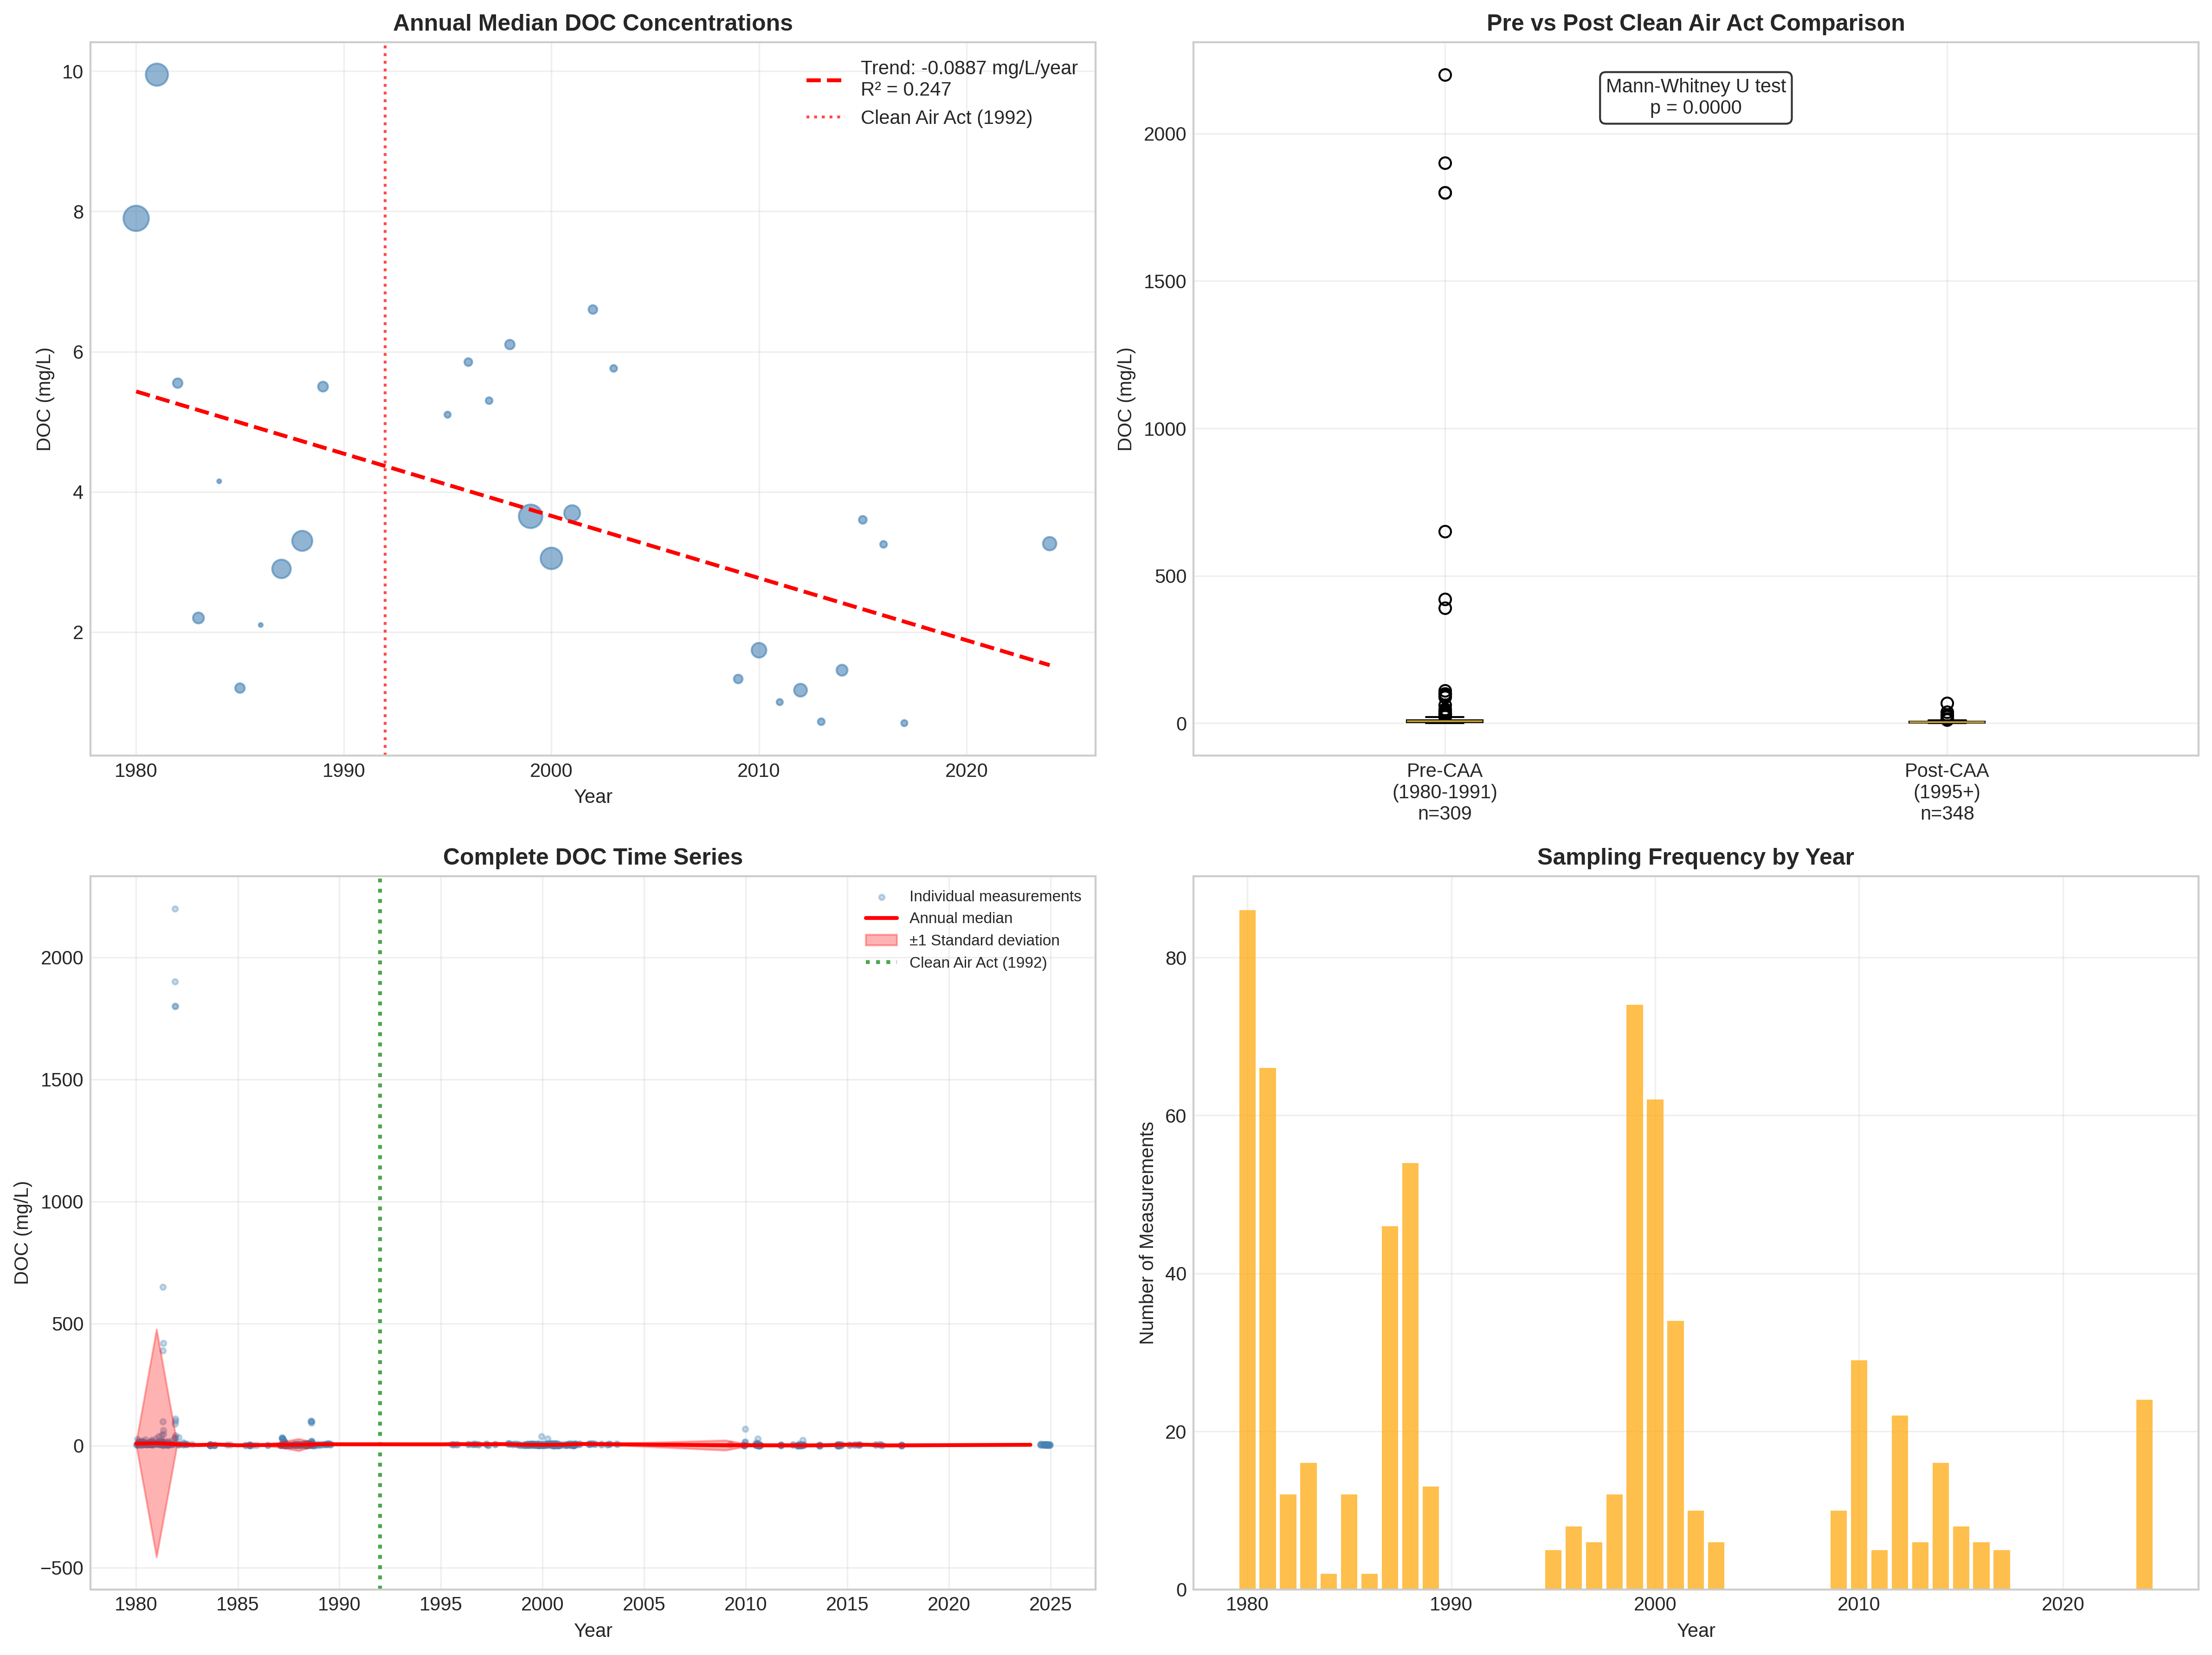 Annual Median DOC Concentrations
10
8
6
4
2
DOC (mg/L)
Trend: -0.0887 mg/L/year
R² = 0.247
Clean Air Act (1992)
1980
1990
2000
2010
2020
Year
Pre vs Post Clean Air Act Comparison
Mann-Whitney U test
p = 0.0000
2000
1500
1000
500
0
DOC (mg/L)
Pre-CAA
(1980-1991)
n=309
Post-CAA
(1995+)
n=348
Complete DOC Time Series
Individual measurements
Annual median
±1 Standard deviation
Clean Air Act (1992)
2000
1500
1000
500
0
−500
DOC (mg/L)
1980
1985
1990
1995
2000
2005
2010
2015
2020
2025
Year
Sampling Frequency by Year
80
60
40
20
0
Number of Measurements
1980
1990
2000
2010
2020
Year